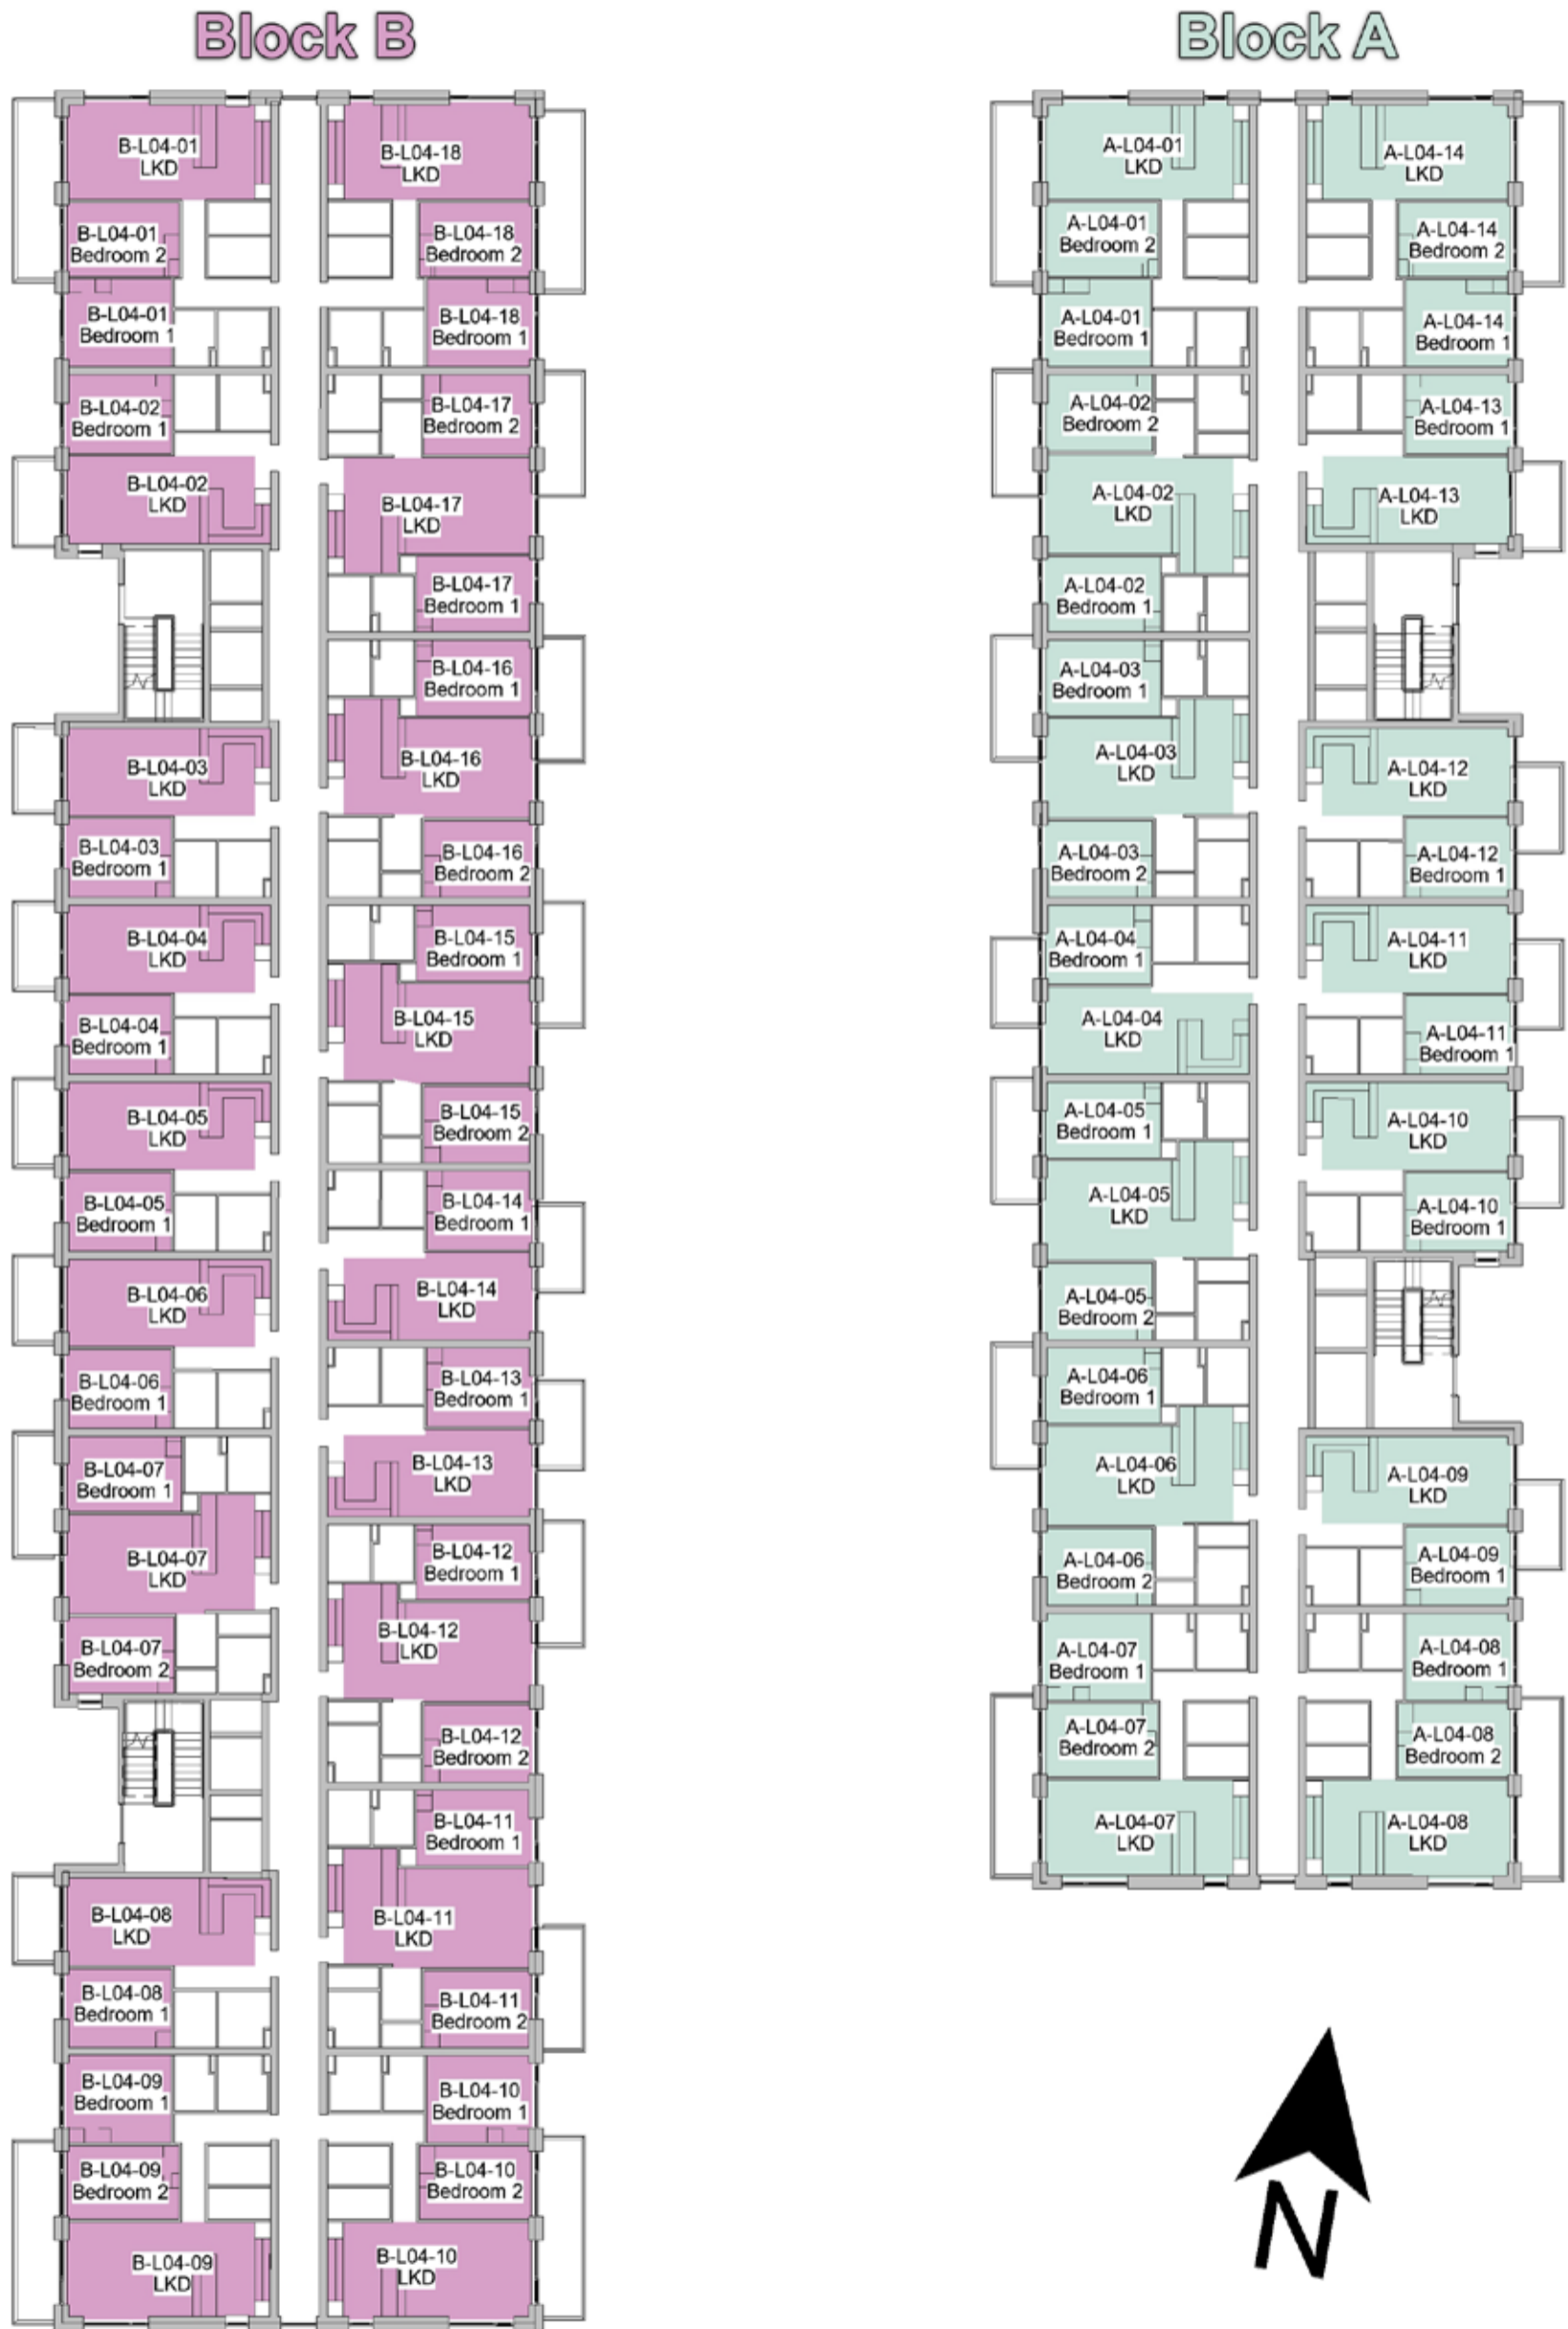 Block B
B-L04-01
LKD
B-L04-01
Bedroom 2
B-L04-01
Bedroom 1
B-L04-02
Bedroom 1
B-L04-02
LKD
B-L04-03
LKD
B-L04-03
Bedroom 1
B-L04-04
LKD
B-L04-04
Bedroom 1
B-L04-05
LKD
B-L04-05
Bedroom 1
B-L04-06
LKD
B-L04-06
Bedroom 1
B-L04-07
Bedroom 1
B-L04-07
LKD
B-L04-07
Bedroom 2
B-L04-08
LKD
B-L04-08
Bedroom 1
B-L04-09
Bedroom 1
B-L04-09
Bedroom 2
B-L04-09
LKD
B-L04-18
LKD
B-L04-18
Bedroom 2
B-L04-18
Bedroom 1
B-L04-17
Bedroom 2
B-L04-17
LKD
B-L04-17
Bedroom 1
B-L04-16
Bedroom 1
B-L04-16
LKD
B-L04-16
Bedroom 2
B-L04-15
Bedroom 1
B-L04-15
LKD
B-L04-15
Bedroom 2
B-L04-14
Bedroom 1
B-L04-14
LKD
B-L04-13
Bedroom 1
B-L04-13
LKD
B-L04-12
Bedroom 1
B-L04-12
LKD
B-L04-12
Bedroom 2
B-L04-11
Bedroom 1
B-L04-11
LKD
B-L04-11
Bedroom 2
B-L04-10
Bedroom 1
B-L04-10
Bedroom 2
B-L04-10
LKD
Block A
A-L04-01
LKD
A-L04-01
Bedroom 2
A-L04-01
Bedroom 1
A-L04-02
Bedroom 2
A-L04-02
LKD
A-L04-02
Bedroom 1
A-L04-03
Bedroom 1
A-L04-03
LKD
A-L04-03
Bedroom 2
A-L04-04
Bedroom 1
A-L04-04
LKD
A-L04-05
Bedroom 1
A-L04-05
LKD
A-L04-05
Bedroom 2
A-L04-06
Bedroom 1
A-L04-06
LKD
A-L04-06
Bedroom 2
A-L04-07
Bedroom 1
A-L04-07
Bedroom 2
A-L04-07
LKD
A-L04-14
LKD
A-L04-14
Bedroom 2
A-L04-14
Bedroom 1
A-L04-13
Bedroom 1
A-L04-13
LKD
A-L04-12
LKD
A-L04-12
Bedroom 1
A-L04-11
LKD
A-L04-11
Bedroom 1
A-L04-10
LKD
A-L04-10
Bedroom 1
A-L04-09
LKD
A-L04-09
Bedroom 1
A-L04-08
Bedroom 1
A-L04-08
Bedroom 2
A-L04-08
LKD
N